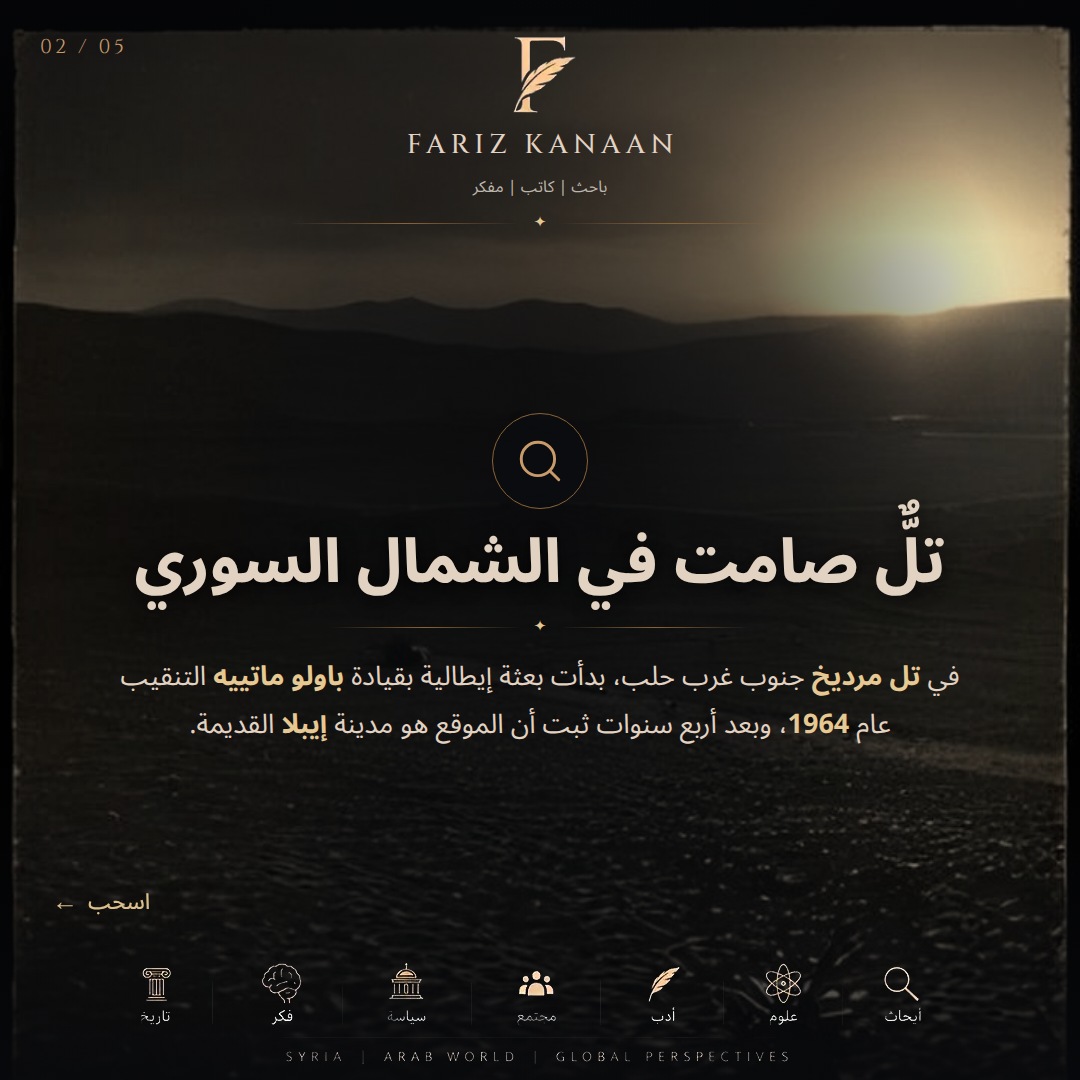 02 / 05
F
FARIZ KANAAN
باحث | كاتب | مفكر
تلٌّ صامت في الشمال السوري
في تل مرديخ جنوب غرب حلب، بدأت بعثة إيطالية بقيادة باولو ماتييه التنقيب
عام 1964، وبعد أربع سنوات ثبت أن الموقع هو مدينة إيبلا القديمة.
اسحب ←
أبحاث علوم أدب مجتمع سياسة فكر تاريخ
SYRIA | ARAB WORLD | GLOBAL PERSPECTIVES